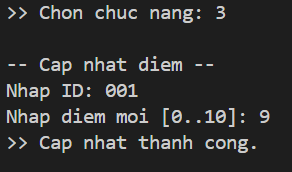 >> Chon chuc nang: 3
-- Cap nhat diem --
Nhap ID: 001
Nhap diem moi [0..10]: 9
>> Cap nhat thanh cong.